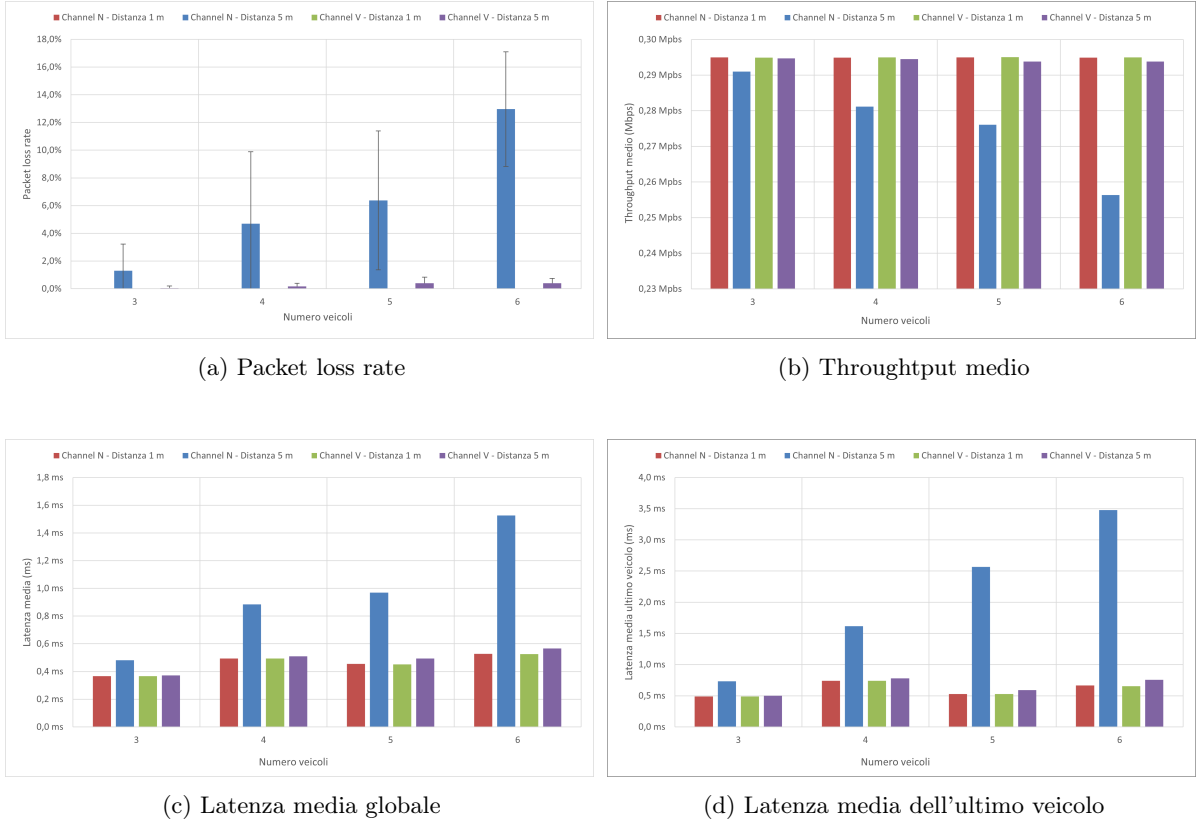 Channel N - Distanza 1 m Channel N - Distanza 5 m Channel V - Distanza 1 m Channel V - Distanza 5 m
18,0%
16,0%
14,0%
12,0%
10,0%
8,0%
6,0%
4,0%
2,0%
0,0%
Packet loss rate
3 4 5 6
Numero veicoli
(a) Packet loss rate
Channel N - Distanza 1 m Channel N - Distanza 5 m Channel V - Distanza 1 m Channel V - Distanza 5 m
0,30 Mpbs
0,29 Mpbs
0,28 Mpbs
0,27 Mpbs
0,26 Mpbs
0,25 Mpbs
0,24 Mpbs
0,23 Mpbs
Throughput medio (Mbps)
3 4 5 6
Numero veicoli
(b) Throughtput medio
Channel N - Distanza 1 m Channel N - Distanza 5 m Channel V - Distanza 1 m Channel V - Distanza 5 m
1,8 ms
1,6 ms
1,4 ms
1,2 ms
1,0 ms
0,8 ms
0,6 ms
0,4 ms
0,2 ms
0,0 ms
Latenza media (ms)
3 4 5 6
Numero veicoli
(c) Latenza media globale
Channel N - Distanza 1 m Channel N - Distanza 5 m Channel V - Distanza 1 m Channel V - Distanza 5 m
4,0 ms
3,5 ms
3,0 ms
2,5 ms
2,0 ms
1,5 ms
1,0 ms
0,5 ms
0,0 ms
Latenza media ultimo veicolo (ms)
3 4 5 6
Numero veicoli
(d) Latenza media dell'ultimo veicolo